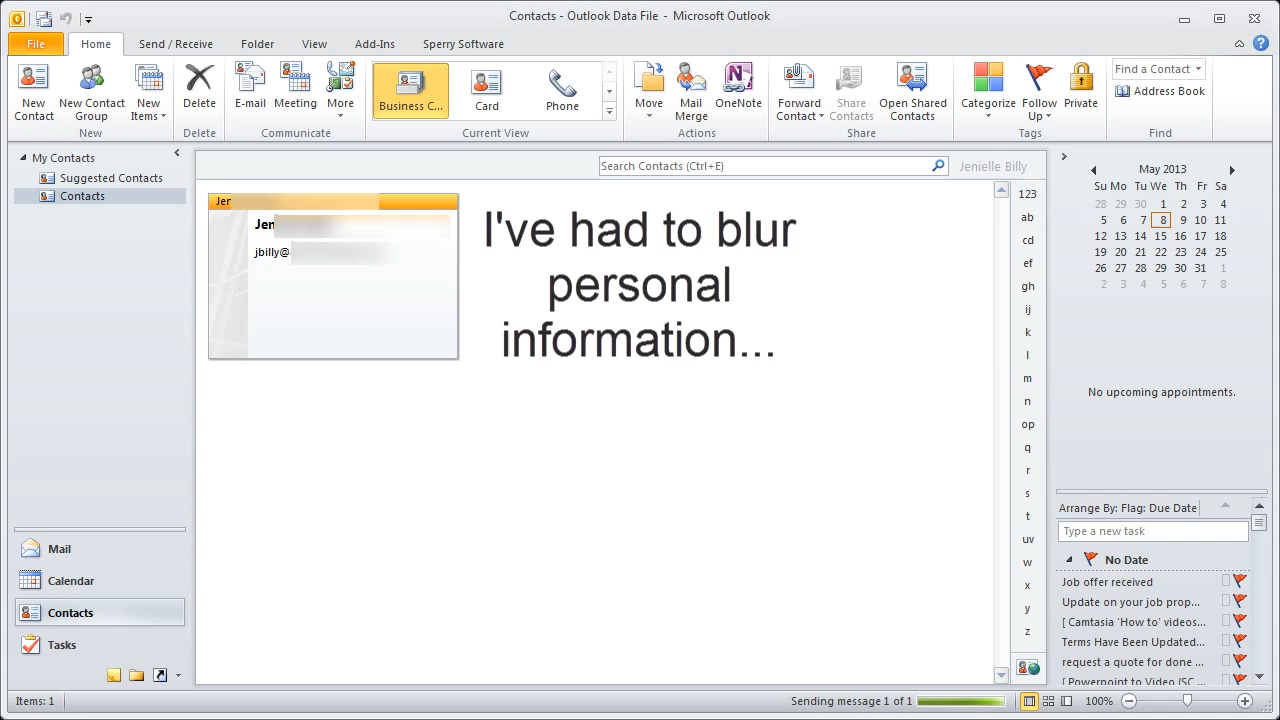 Contacts - Outlook Data File - Microsoft Outlook
File Home Send / Receive Folder View Add-Ins Sperry Software
New Contact
New Contact Group
New Items
Delete
E-mail
Meeting
More
Business C...
Card
Phone
Move
Mail Merge
OneNote
Forward Contact
Share Contacts
Open Shared Contacts
Categorize
Follow Up
Private
Find a Contact
Address Book
New Delete Communicate Current View Actions Share Tags Find
My Contacts
Suggested Contacts
Contacts
Search Contacts (Ctrl+E)
Jenielle Billy
Jer
Jen
jbilly@
I've had to blur
personal
information...
123
ab
cd
ef
gh
ij
k
l
m
n
op
q
r
s
t
uv
w
x
y
z
May 2013
Su Mo Tu We Th Fr Sa
28 29 30 1 2 3 4
5 6 7 8 9 10 11
12 13 14 15 16 17 18
19 20 21 22 23 24 25
26 27 28 29 30 31 1
2 3 4 5 6 7 8
No upcoming appointments.
Arrange By: Flag: Due Date
Type a new task
No Date
Job offer received
Update on your job prop...
[ Camtasia 'How to' videos...
Terms Have Been Updated...
request a quote for done ...
[ Powerpoint to Video (SC ...
Mail
Calendar
Contacts
Tasks
Items: 1
Sending message 1 of 1
100%